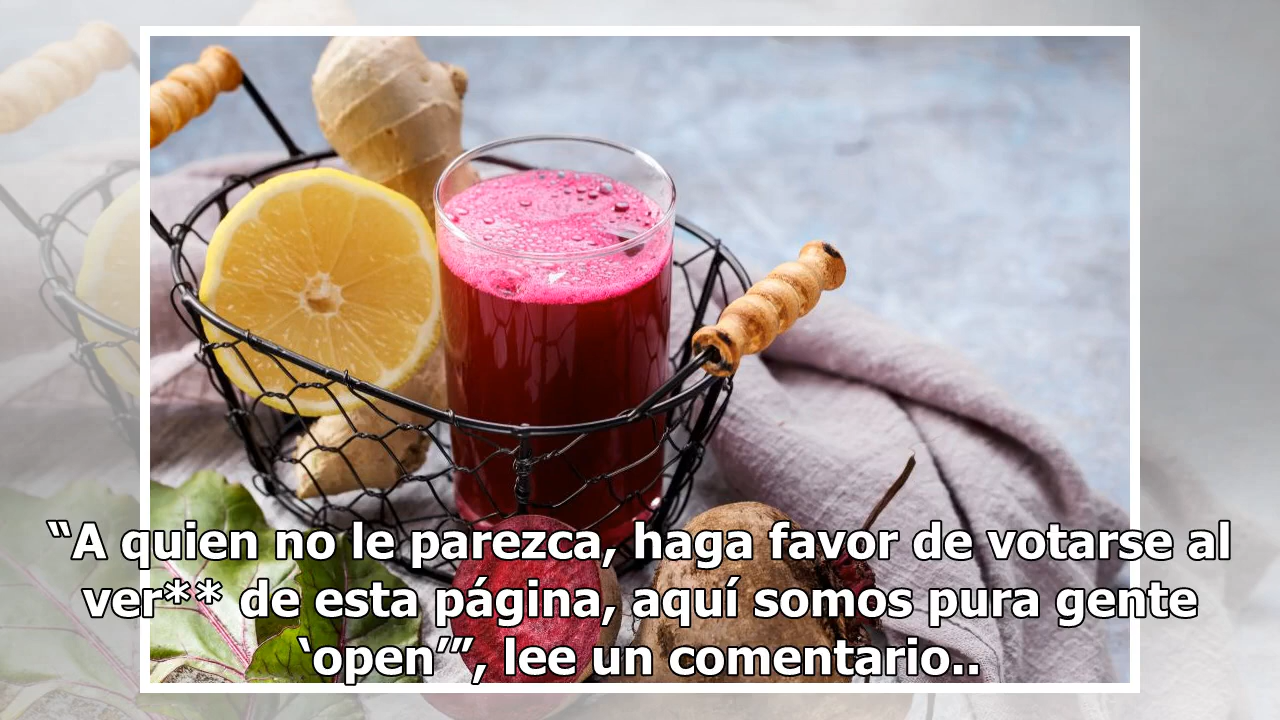 “A quien no le parezca, haga favor de votarse al
ver** de esta página, aquí somos pura gente
‘open’”, lee un comentario..